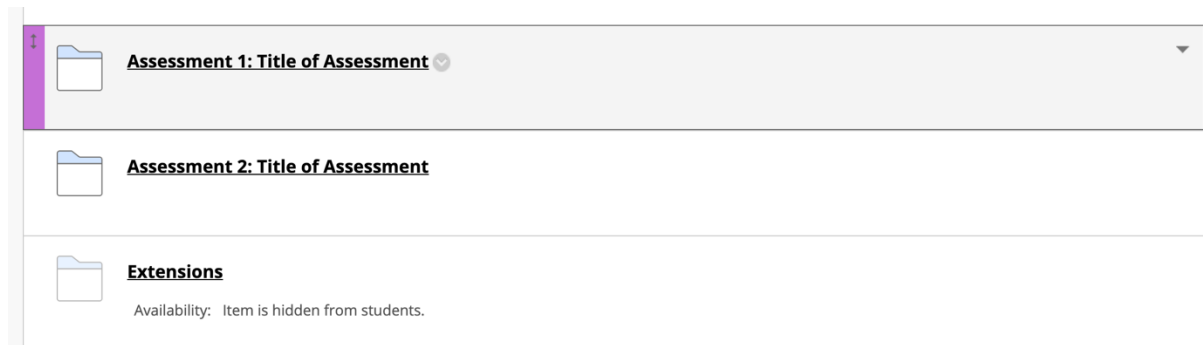 Assessment 1: Title of Assessment
Assessment 2: Title of Assessment
Extensions
Availability: Item is hidden from students.